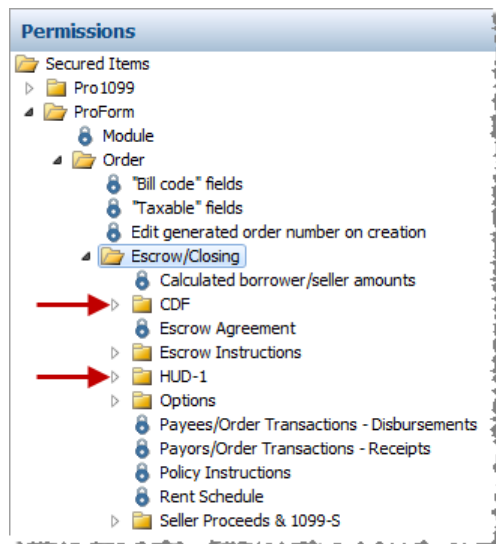 Permissions
Secured Items
Pro1099
ProForm
Module
Order
"Bill code" fields
"Taxable" fields
Edit generated order number on creation
Escrow/Closing
Calculated borrower/seller amounts
CDF
Escrow Agreement
Escrow Instructions
HUD-1
Options
Payees/Order Transactions - Disbursements
Payors/Order Transactions - Receipts
Policy Instructions
Rent Schedule
Seller Proceeds & 1099-S